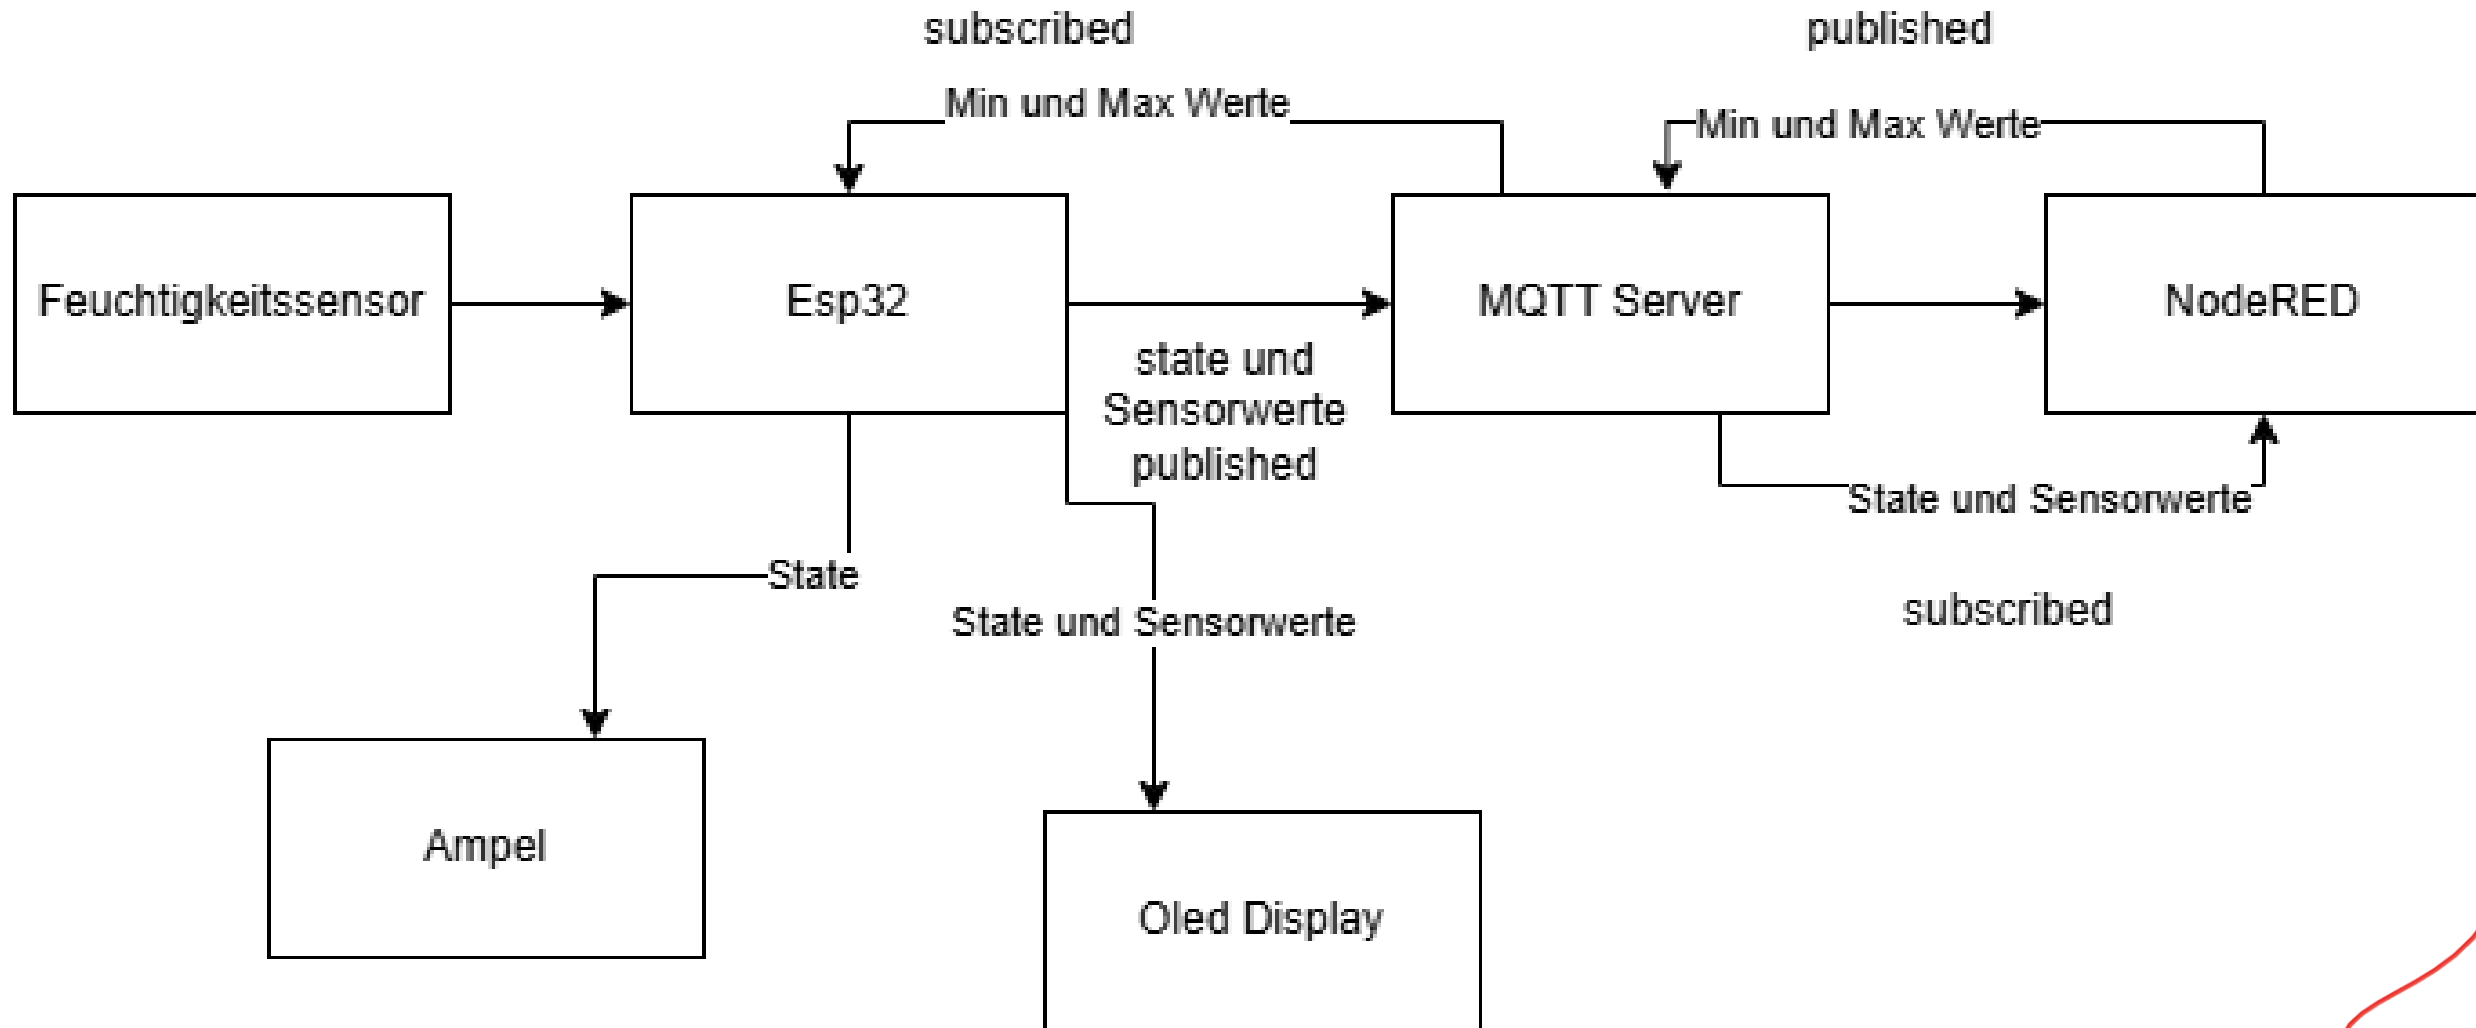 subscribed
published
Min und Max Werte
Min und Max Werte
Feuchtigkeitssensor
Esp32
MQTT Server
NodeRED
state und
Sensorwerte
published
State und Sensorwerte
State
State und Sensorwerte
subscribed
Ampel
Oled Display